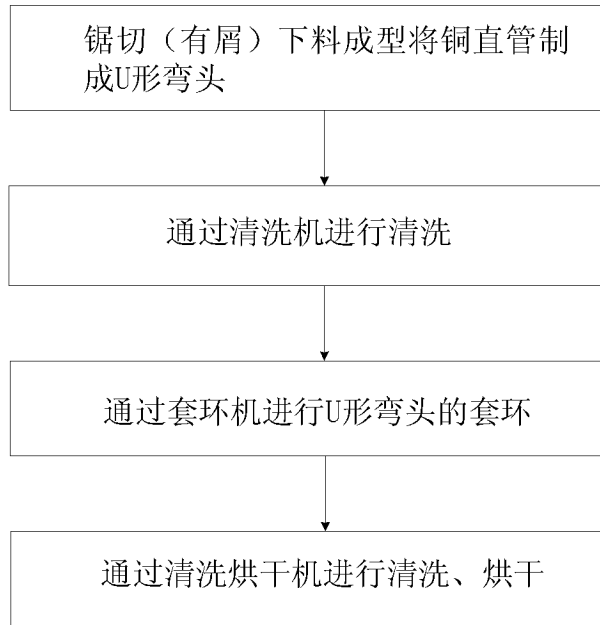 锯切（有屑）下料成型将铜直管制
成U形弯头
通过清洗机进行清洗
通过套环机进行U形弯头的套环
通过清洗烘干机进行清洗、烘干